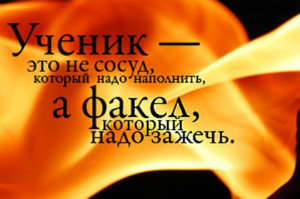 Ученик —
это не сосуд,
который надо наполнить,
а факел,
который
надо зажечь.